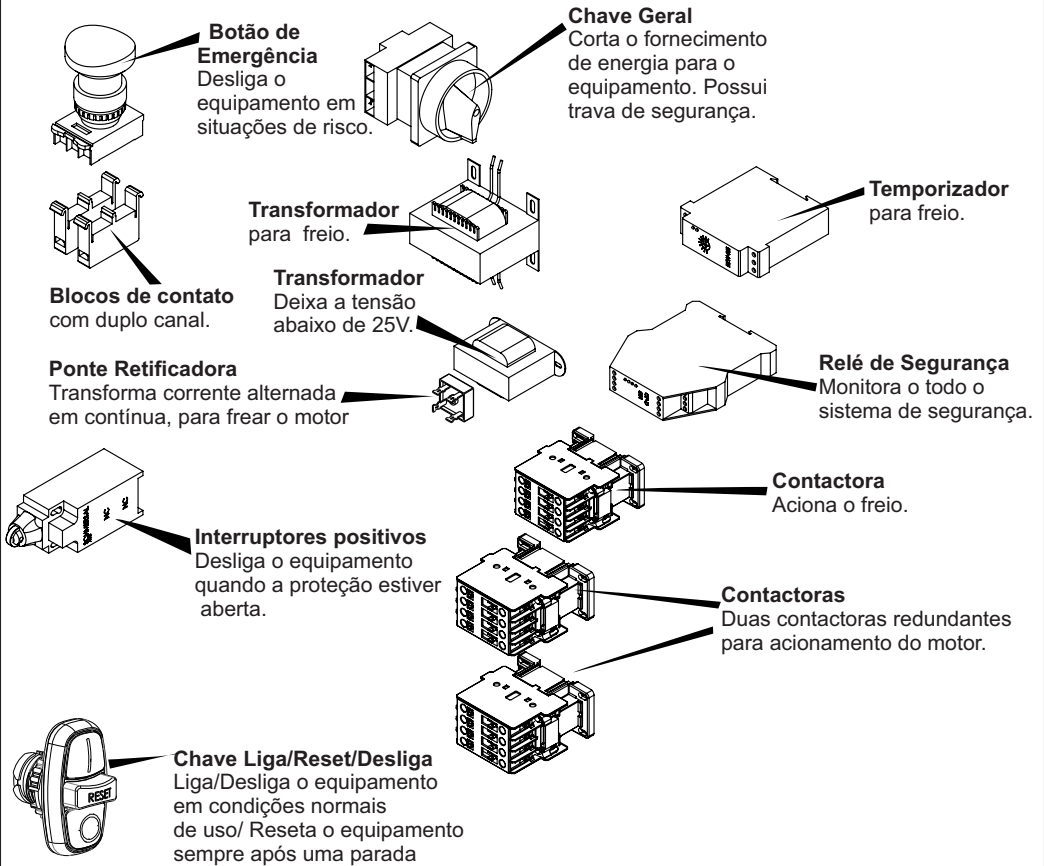 Botão de
Emergência
Desliga o
equipamento em
situações de risco.
Chave Geral
Corta o fornecimento
de energia para o
equipamento. Possui
trava de segurança.
Transformador
para freio.
Temporizador
para freio.
Blocos de contato
com duplo canal.
Transformador
Deixa a tensão
abaixo de 25V.
Ponte Retificadora
Transforma corrente alternada
em contínua, para frear o motor
Relé de Segurança
Monitora o todo o
sistema de segurança.
Contactora
Aciona o freio.
NC
NC
Interruptores positivos
Desliga o equipamento
quando a proteção estiver
aberta.
Contactoras
Duas contactoras redundantes
para acionamento do motor.
RESET
Chave Liga/Reset/Desliga
Liga/Desliga o equipamento
em condições normais
de uso/ Reseta o equipamento
sempre após uma parada